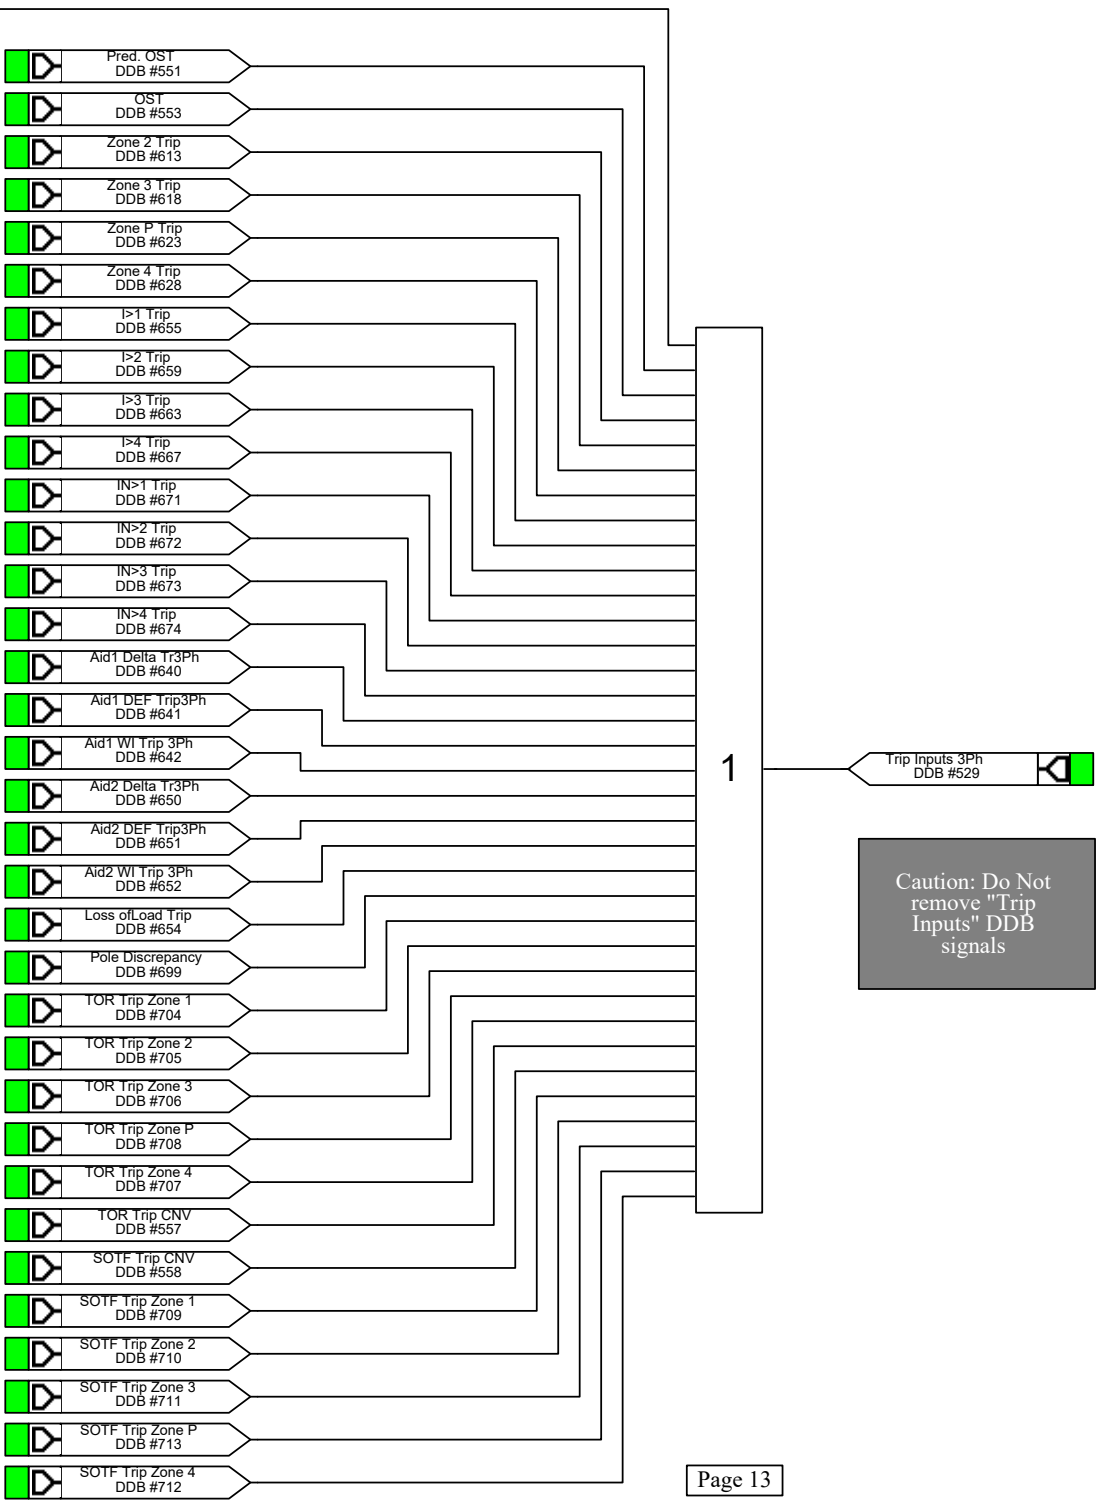 Pred. OST
DDB #551
OST
DDB #553
Zone 2 Trip
DDB #613
Zone 3 Trip
DDB #618
Zone P Trip
DDB #623
Zone 4 Trip
DDB #628
I>1 Trip
DDB #655
I>2 Trip
DDB #659
I>3 Trip
DDB #663
I>4 Trip
DDB #667
IN>1 Trip
DDB #671
IN>2 Trip
DDB #672
IN>3 Trip
DDB #673
IN>4 Trip
DDB #674
Aid1 Delta Tr3Ph
DDB #640
Aid1 DEF Trip3Ph
DDB #641
Aid1 WI Trip 3Ph
DDB #642
Aid2 Delta Tr3Ph
DDB #650
Aid2 DEF Trip3Ph
DDB #651
Aid2 WI Trip 3Ph
DDB #652
Loss ofLoad Trip
DDB #654
Pole Discrepancy
DDB #699
TOR Trip Zone 1
DDB #704
TOR Trip Zone 2
DDB #705
TOR Trip Zone 3
DDB #706
TOR Trip Zone P
DDB #708
TOR Trip Zone 4
DDB #707
TOR Trip CNV
DDB #557
SOTF Trip CNV
DDB #558
SOTF Trip Zone 1
DDB #709
SOTF Trip Zone 2
DDB #710
SOTF Trip Zone 3
DDB #711
SOTF Trip Zone P
DDB #713
SOTF Trip Zone 4
DDB #712
1
Trip Inputs 3Ph
DDB #529
Caution: Do Not
remove "Trip
Inputs" DDB
signals
Page 13